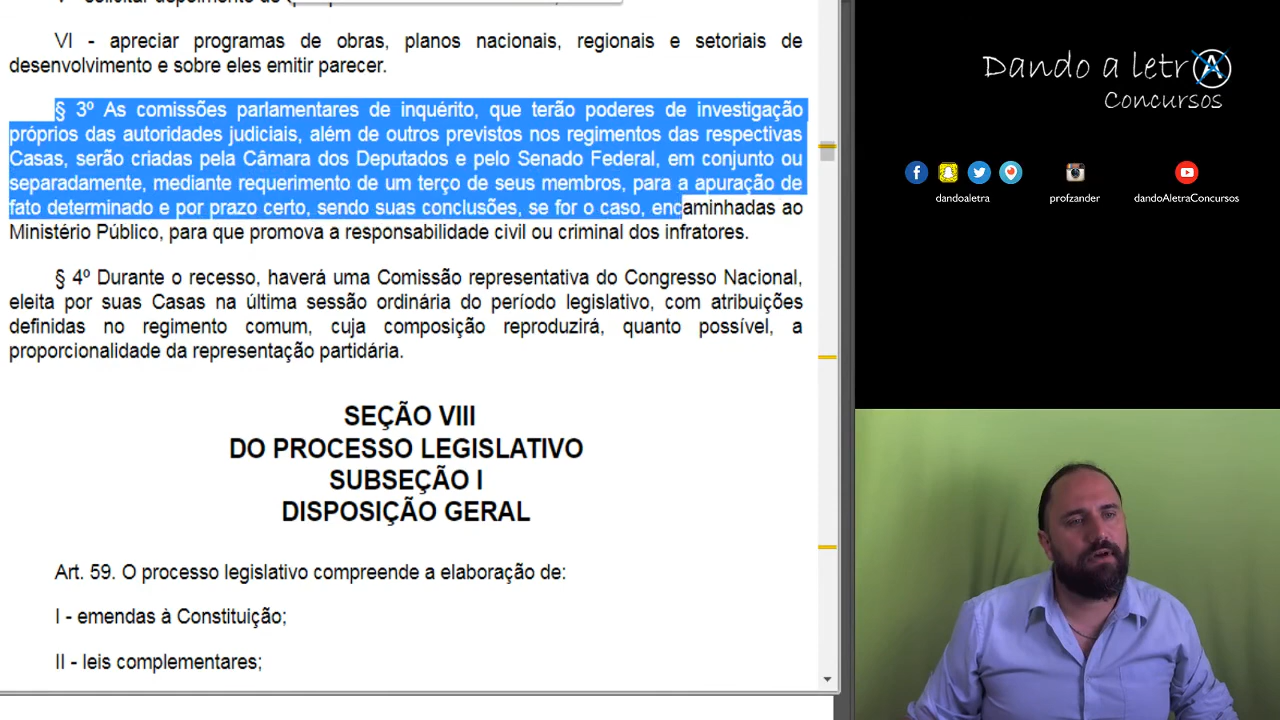 VI - apreciar programas de obras, planos nacionais, regionais e setoriais de
desenvolvimento e sobre eles emitir parecer.
§ 3º As comissões parlamentares de inquérito, que terão poderes de investigação
próprios das autoridades judiciais, além de outros previstos nos regimentos das respectivas
Casas, serão criadas pela Câmara dos Deputados e pelo Senado Federal, em conjunto ou
separadamente, mediante requerimento de um terço de seus membros, para a apuração de
fato determinado e por prazo certo, sendo suas conclusões, se for o caso, encaminhadas ao
Ministério Público, para que promova a responsabilidade civil ou criminal dos infratores.
§ 4º Durante o recesso, haverá uma Comissão representativa do Congresso Nacional,
eleita por suas Casas na última sessão ordinária do período legislativo, com atribuições
definidas no regimento comum, cuja composição reproduzirá, quanto possível, a
proporcionalidade da representação partidária.
SEÇÃO VIII
DO PROCESSO LEGISLATIVO
SUBSEÇÃO I
DISPOSIÇÃO GERAL
Art. 59. O processo legislativo compreende a elaboração de:
I - emendas à Constituição;
II - leis complementares;
Dando a letrA
Concursos
dandoaletra
profzander
dandoAletraConcursos